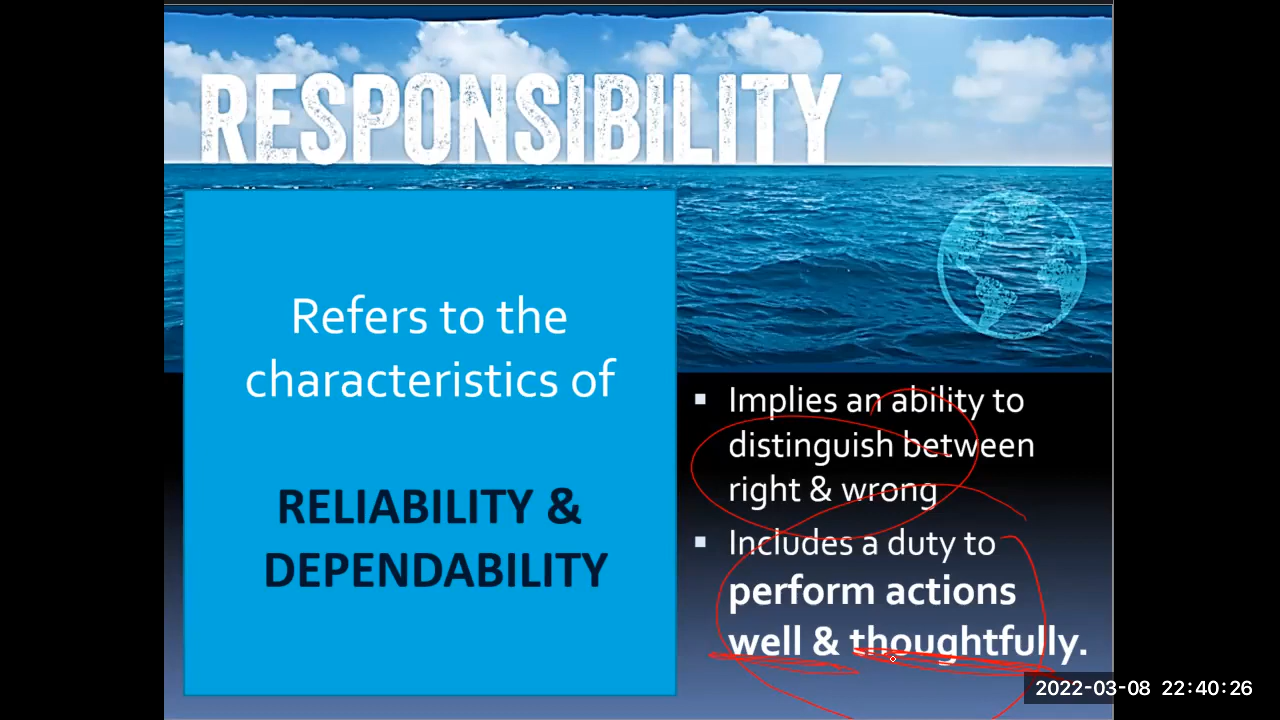 RESPONSIBILITY
Refers to the
characteristics of
RELIABILITY &
DEPENDABILITY
▪ Implies an ability to
distinguish between
right & wrong
▪ Includes a duty to
perform actions
well & thoughtfully.
2022-03-08 22:40:26